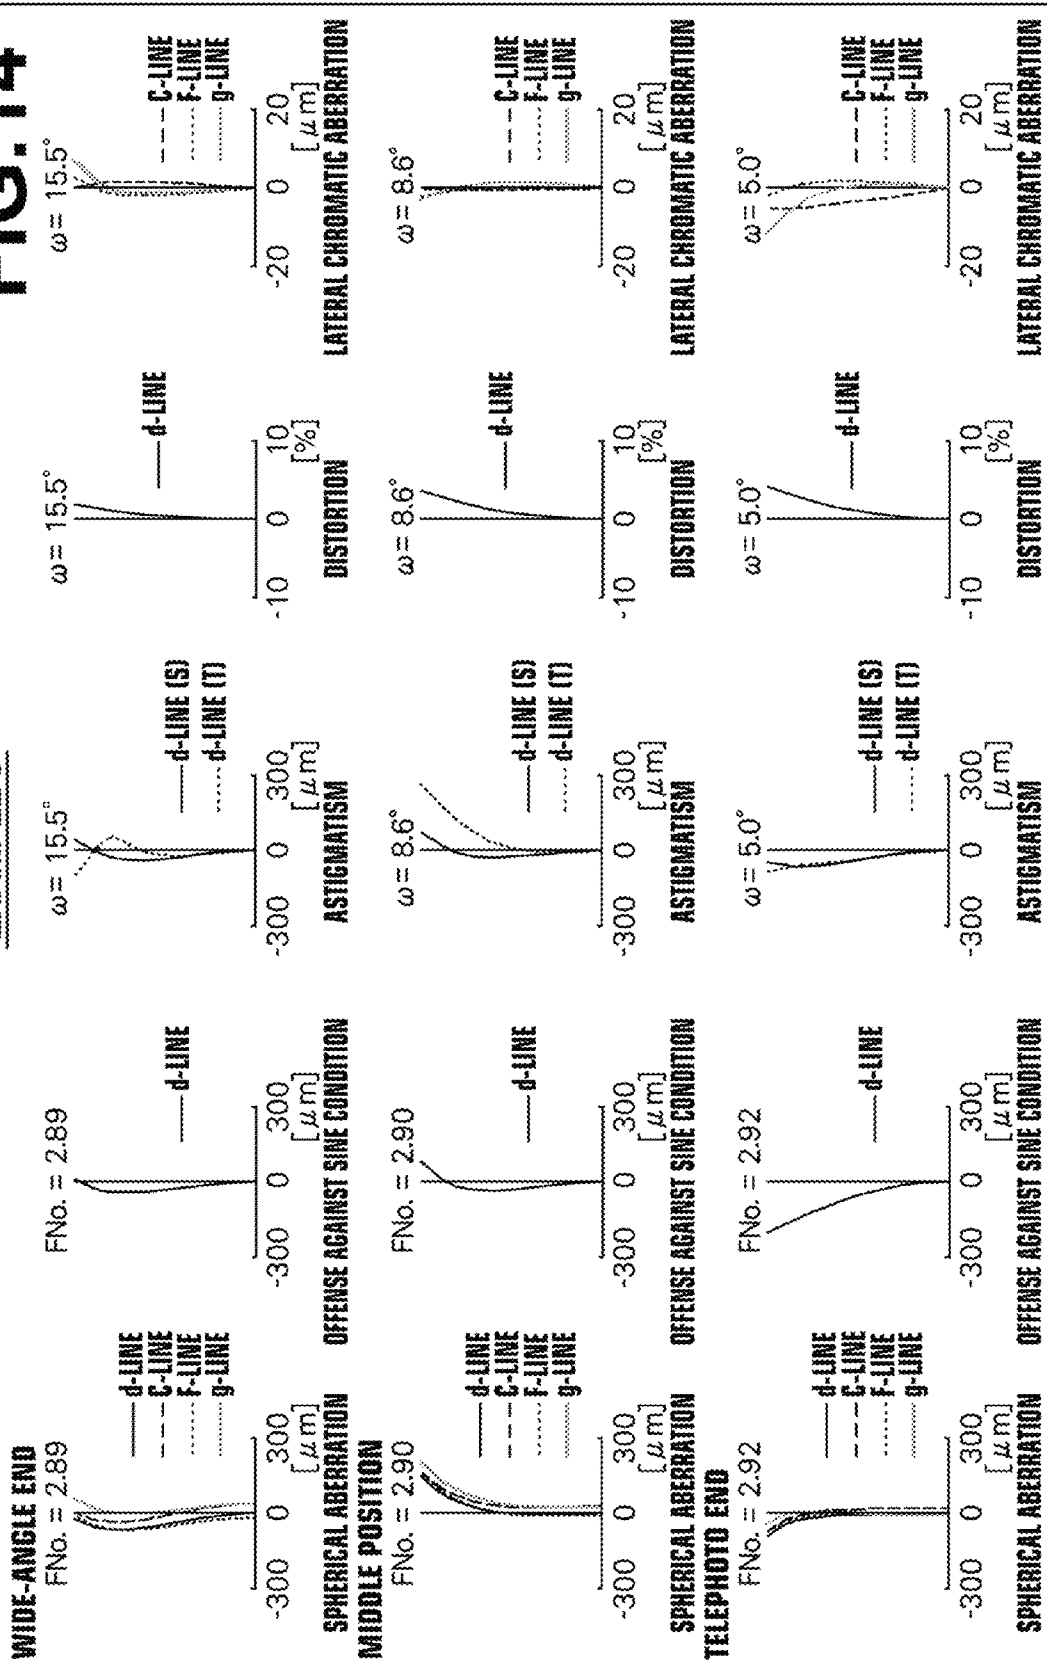 FIG. 14
WIDE-ANGLE END
FNo. = 2.89
d-LINE
C-LINE
F-LINE
g-LINE
-300 0 300
[μm]
SPHERICAL ABERRATION
FNo. = 2.89
d-LINE
-300 0 300
[μm]
OFFENSE AGAINST SINE CONDITION
ω= 15.5°
d-LINE (S)
d-LINE (T)
-300 0 300
[μm]
ASTIGMATISM
ω= 15.5°
d-LINE
-10 0 10
[%]
DISTORTION
ω= 15.5°
C-LINE
F-LINE
g-LINE
-20 0 20
[μm]
LATERAL CHROMATIC ABERRATION
MIDDLE POSITION
FNo. = 2.90
d-LINE
C-LINE
F-LINE
g-LINE
-300 0 300
[μm]
SPHERICAL ABERRATION
FNo. = 2.90
d-LINE
-300 0 300
[μm]
OFFENSE AGAINST SINE CONDITION
ω= 8.6°
d-LINE (S)
d-LINE (T)
-300 0 300
[μm]
ASTIGMATISM
ω= 8.6°
d-LINE
-10 0 10
[%]
DISTORTION
ω= 8.6°
C-LINE
F-LINE
g-LINE
-20 0 20
[μm]
LATERAL CHROMATIC ABERRATION
TELEPHOTO END
FNo. = 2.92
d-LINE
C-LINE
F-LINE
g-LINE
-300 0 300
[μm]
SPHERICAL ABERRATION
FNo. = 2.92
d-LINE
-300 0 300
[μm]
OFFENSE AGAINST SINE CONDITION
ω= 5.0°
d-LINE (S)
d-LINE (T)
-300 0 300
[μm]
ASTIGMATISM
ω= 5.0°
d-LINE
-10 0 10
[%]
DISTORTION
ω= 5.0°
C-LINE
F-LINE
g-LINE
-20 0 20
[μm]
LATERAL CHROMATIC ABERRATION